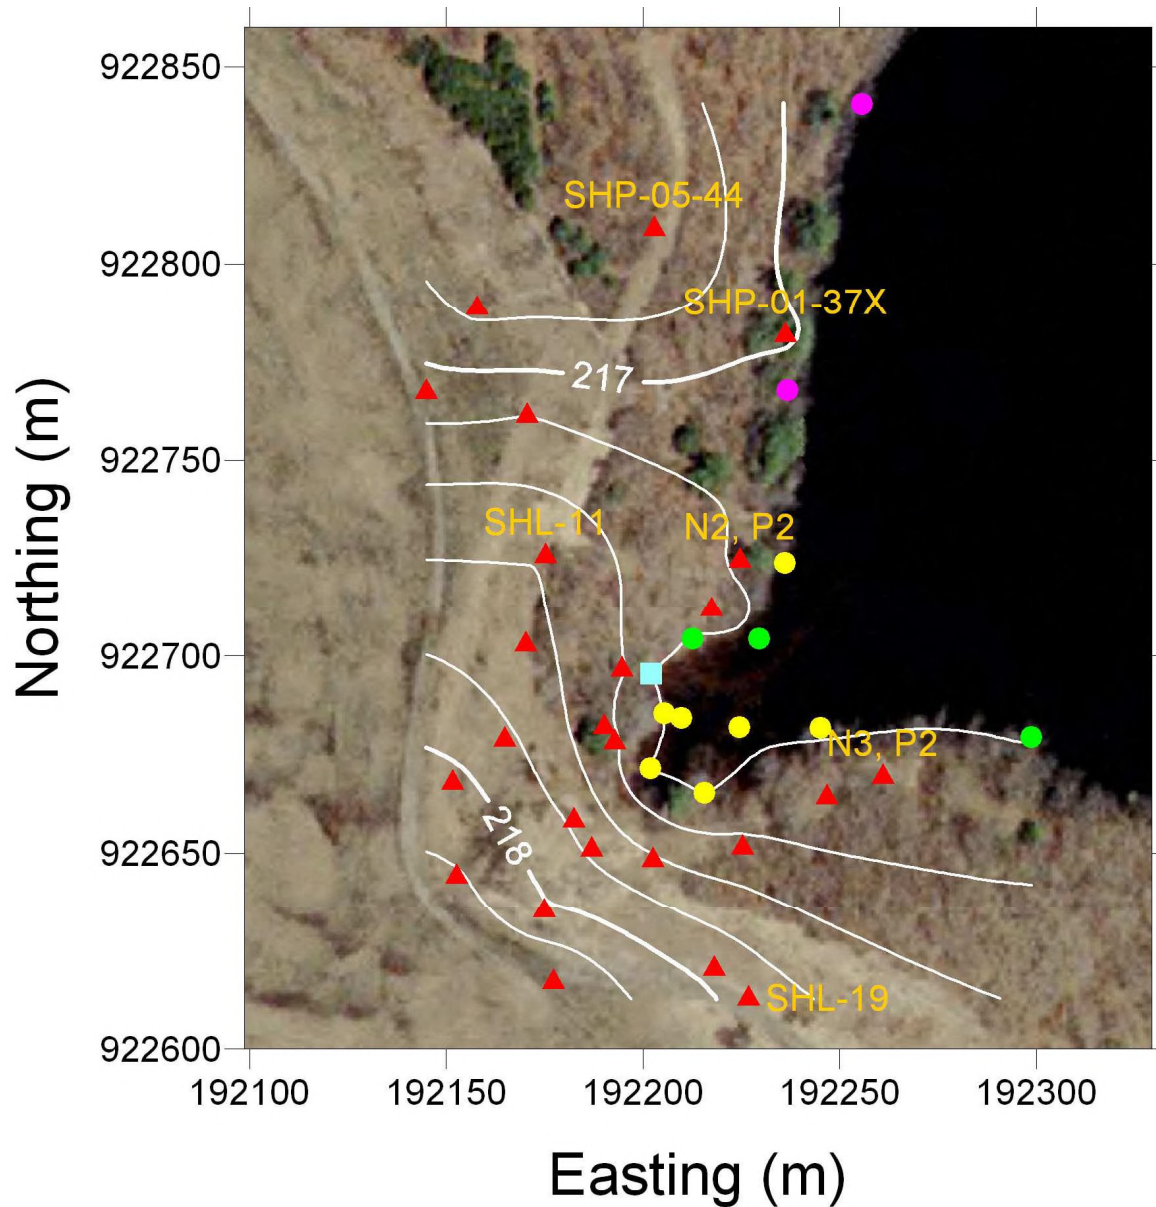 922850
SHP-05-44
922800
SHP-01-37X
217
922750
SHL-11
N2, P2
922700
N3, P2
218
922650
SHL-19
922600
192100
192150
192200
192250
192300
Northing (m)
Easting (m)